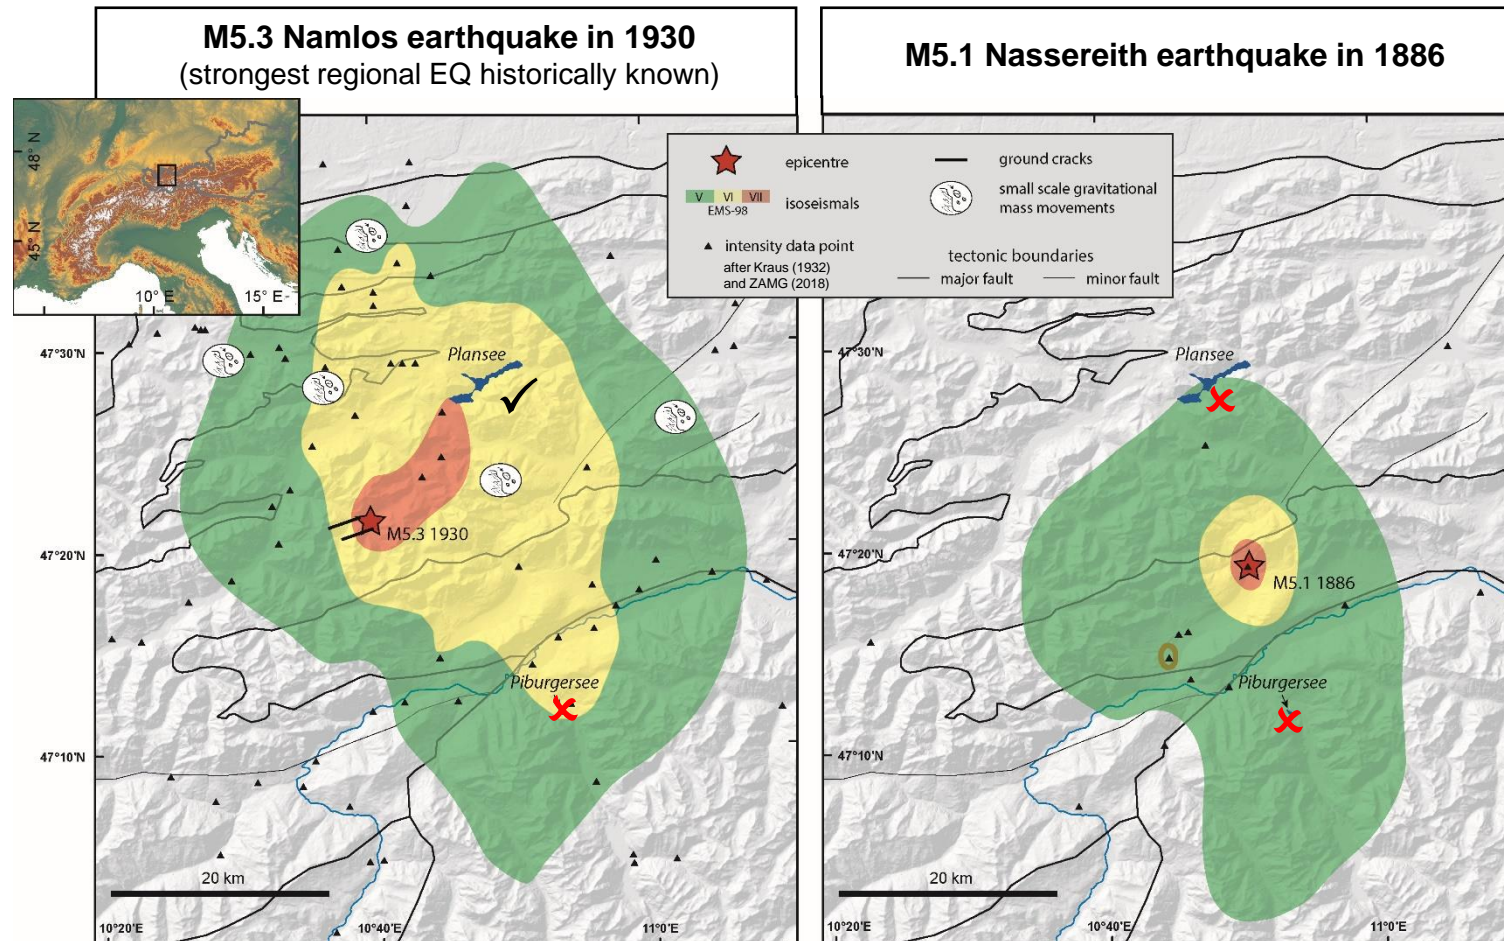 M5.3 Namlos earthquake in 1930
(strongest regional EQ historically known)
M5.1 Nassereith earthquake in 1886
48° N
45° N
10° E
15° E
epicentre
V VI VII
EMS-98
isoseismals
intensity data point
after Kraus (1932)
and ZAMG (2018)
ground cracks
small scale gravitational
mass movements
tectonic boundaries
major fault
minor fault
47°30'N
47°20'N
47°10'N
Plansee
M5.3 1930
Piburgersee
20 km
10°20'E
10°40'E
11°0'E
47°30'N
47°20'N
47°10'N
Plansee
M5.1 1886
Piburgersee
20 km
10°20'E
10°40'E
11°0'E